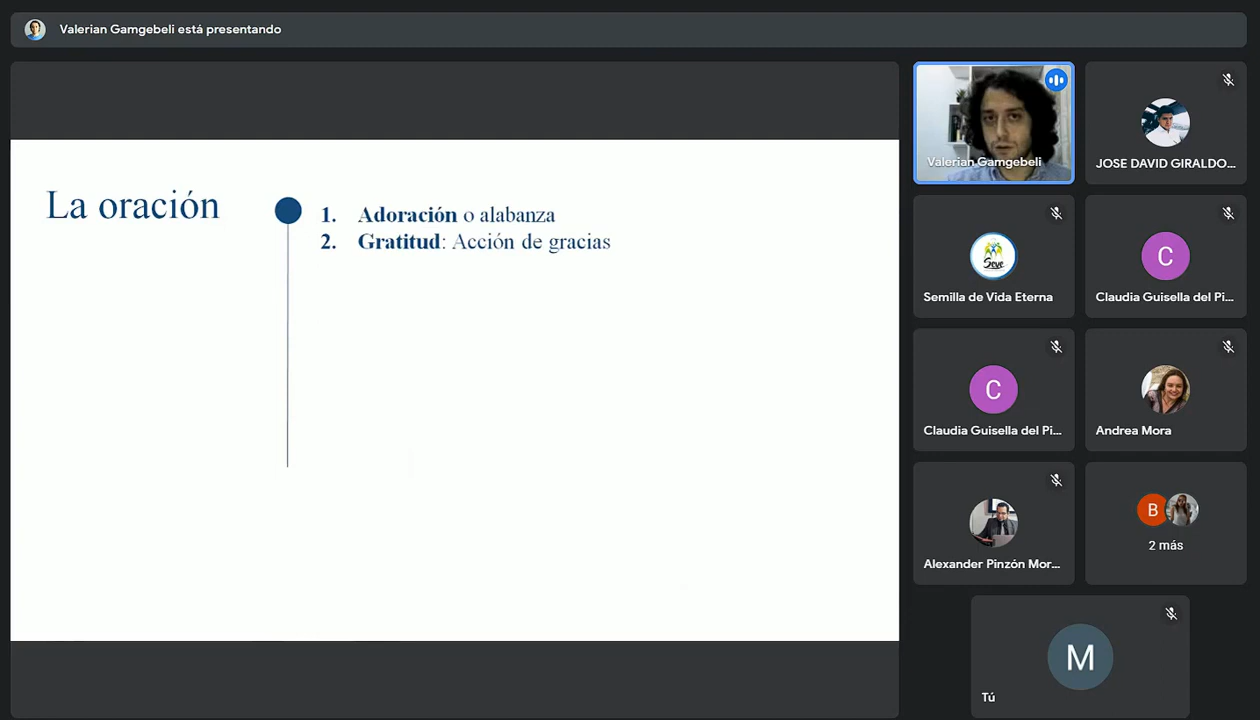 Valerian Gamgebeli está presentando
La oración
1. Adoración o alabanza
2. Gratitud: Acción de gracias
Valerian Gamgebeli
JOSE DAVID GIRALDO...
Seve
Semilla de Vida Eterna
C
Claudia Guisella del Pi...
C
Claudia Guisella del Pi...
Andrea Mora
Alexander Pinzón Mor...
B
2 más
M
Tú